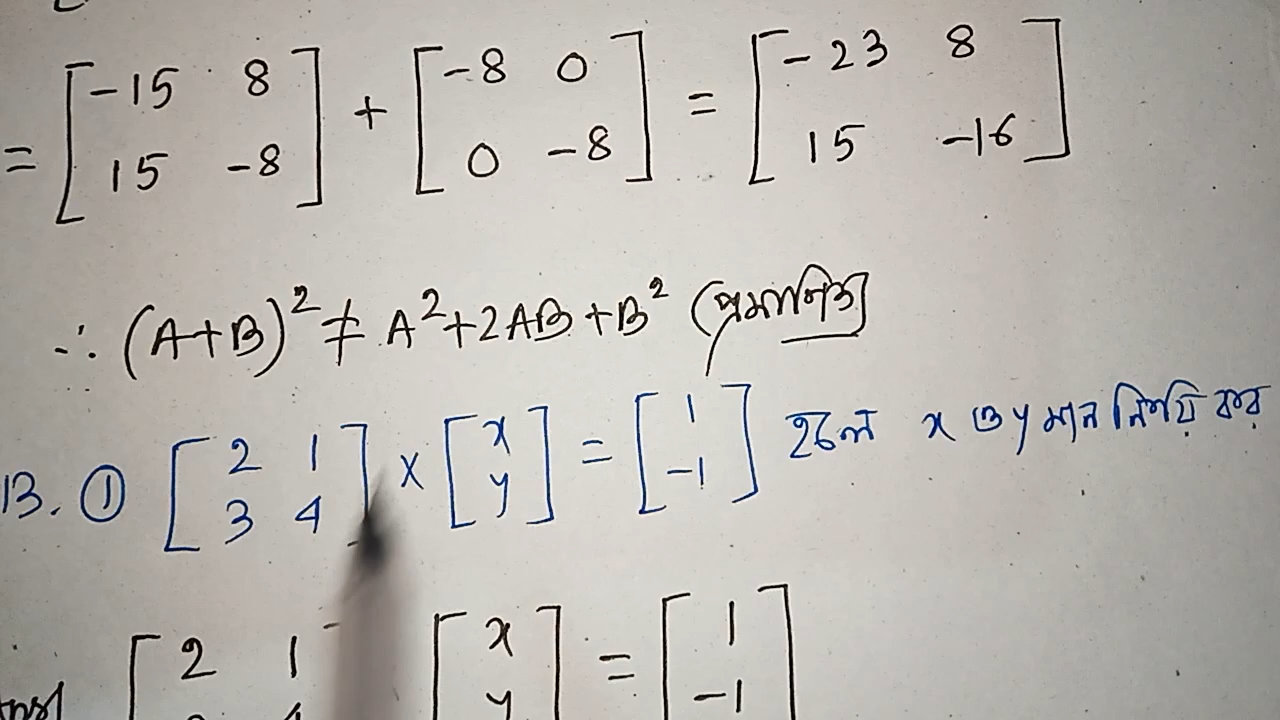 = [-15 8 15 -8] + [-8 0 0 -8] = [-23 8 15 -16]
∴ (A+B)² ≠ A²+2AB+B² (প্রমাণিত)
13. ① [2 1 3 4] × [x y] = [1 -1] হলে x ও y মান নির্ণয় কর
[2 1 [x y] = [1 -1]